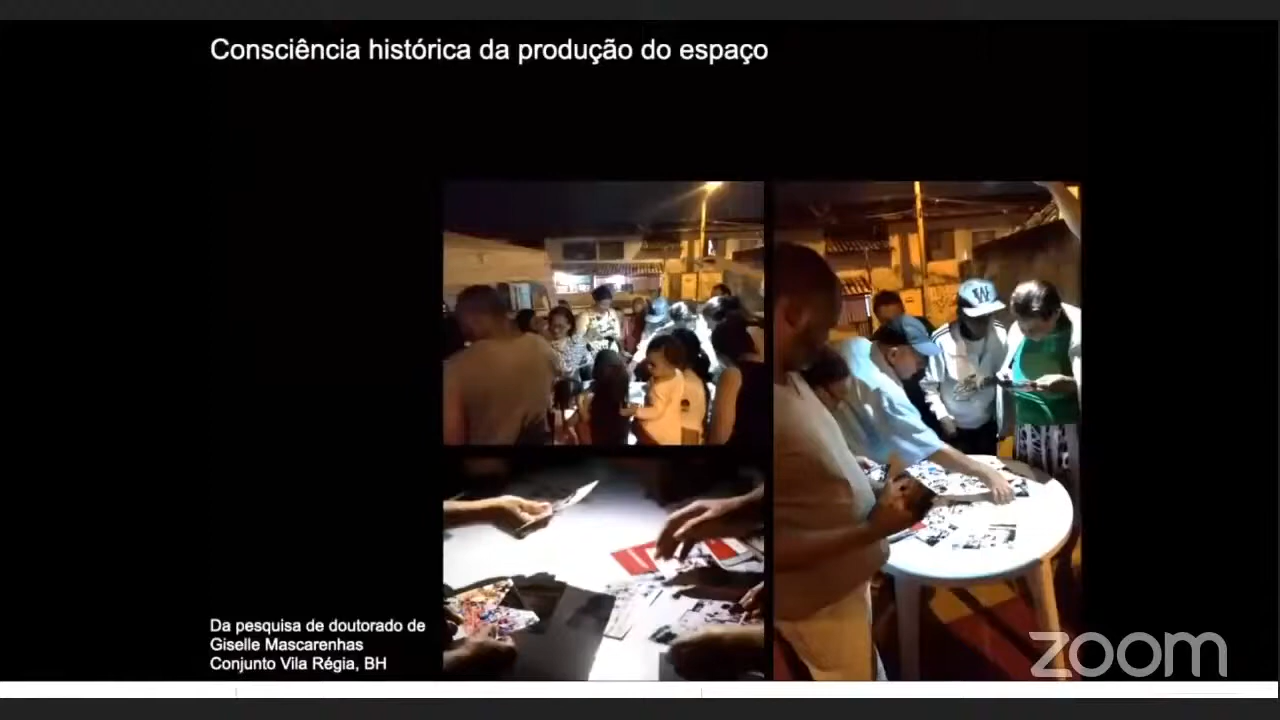 Consciência histórica da produção do espaço
Da pesquisa de doutorado de
Giselle Mascarenhas
Conjunto Vila Régia, BH
zoom